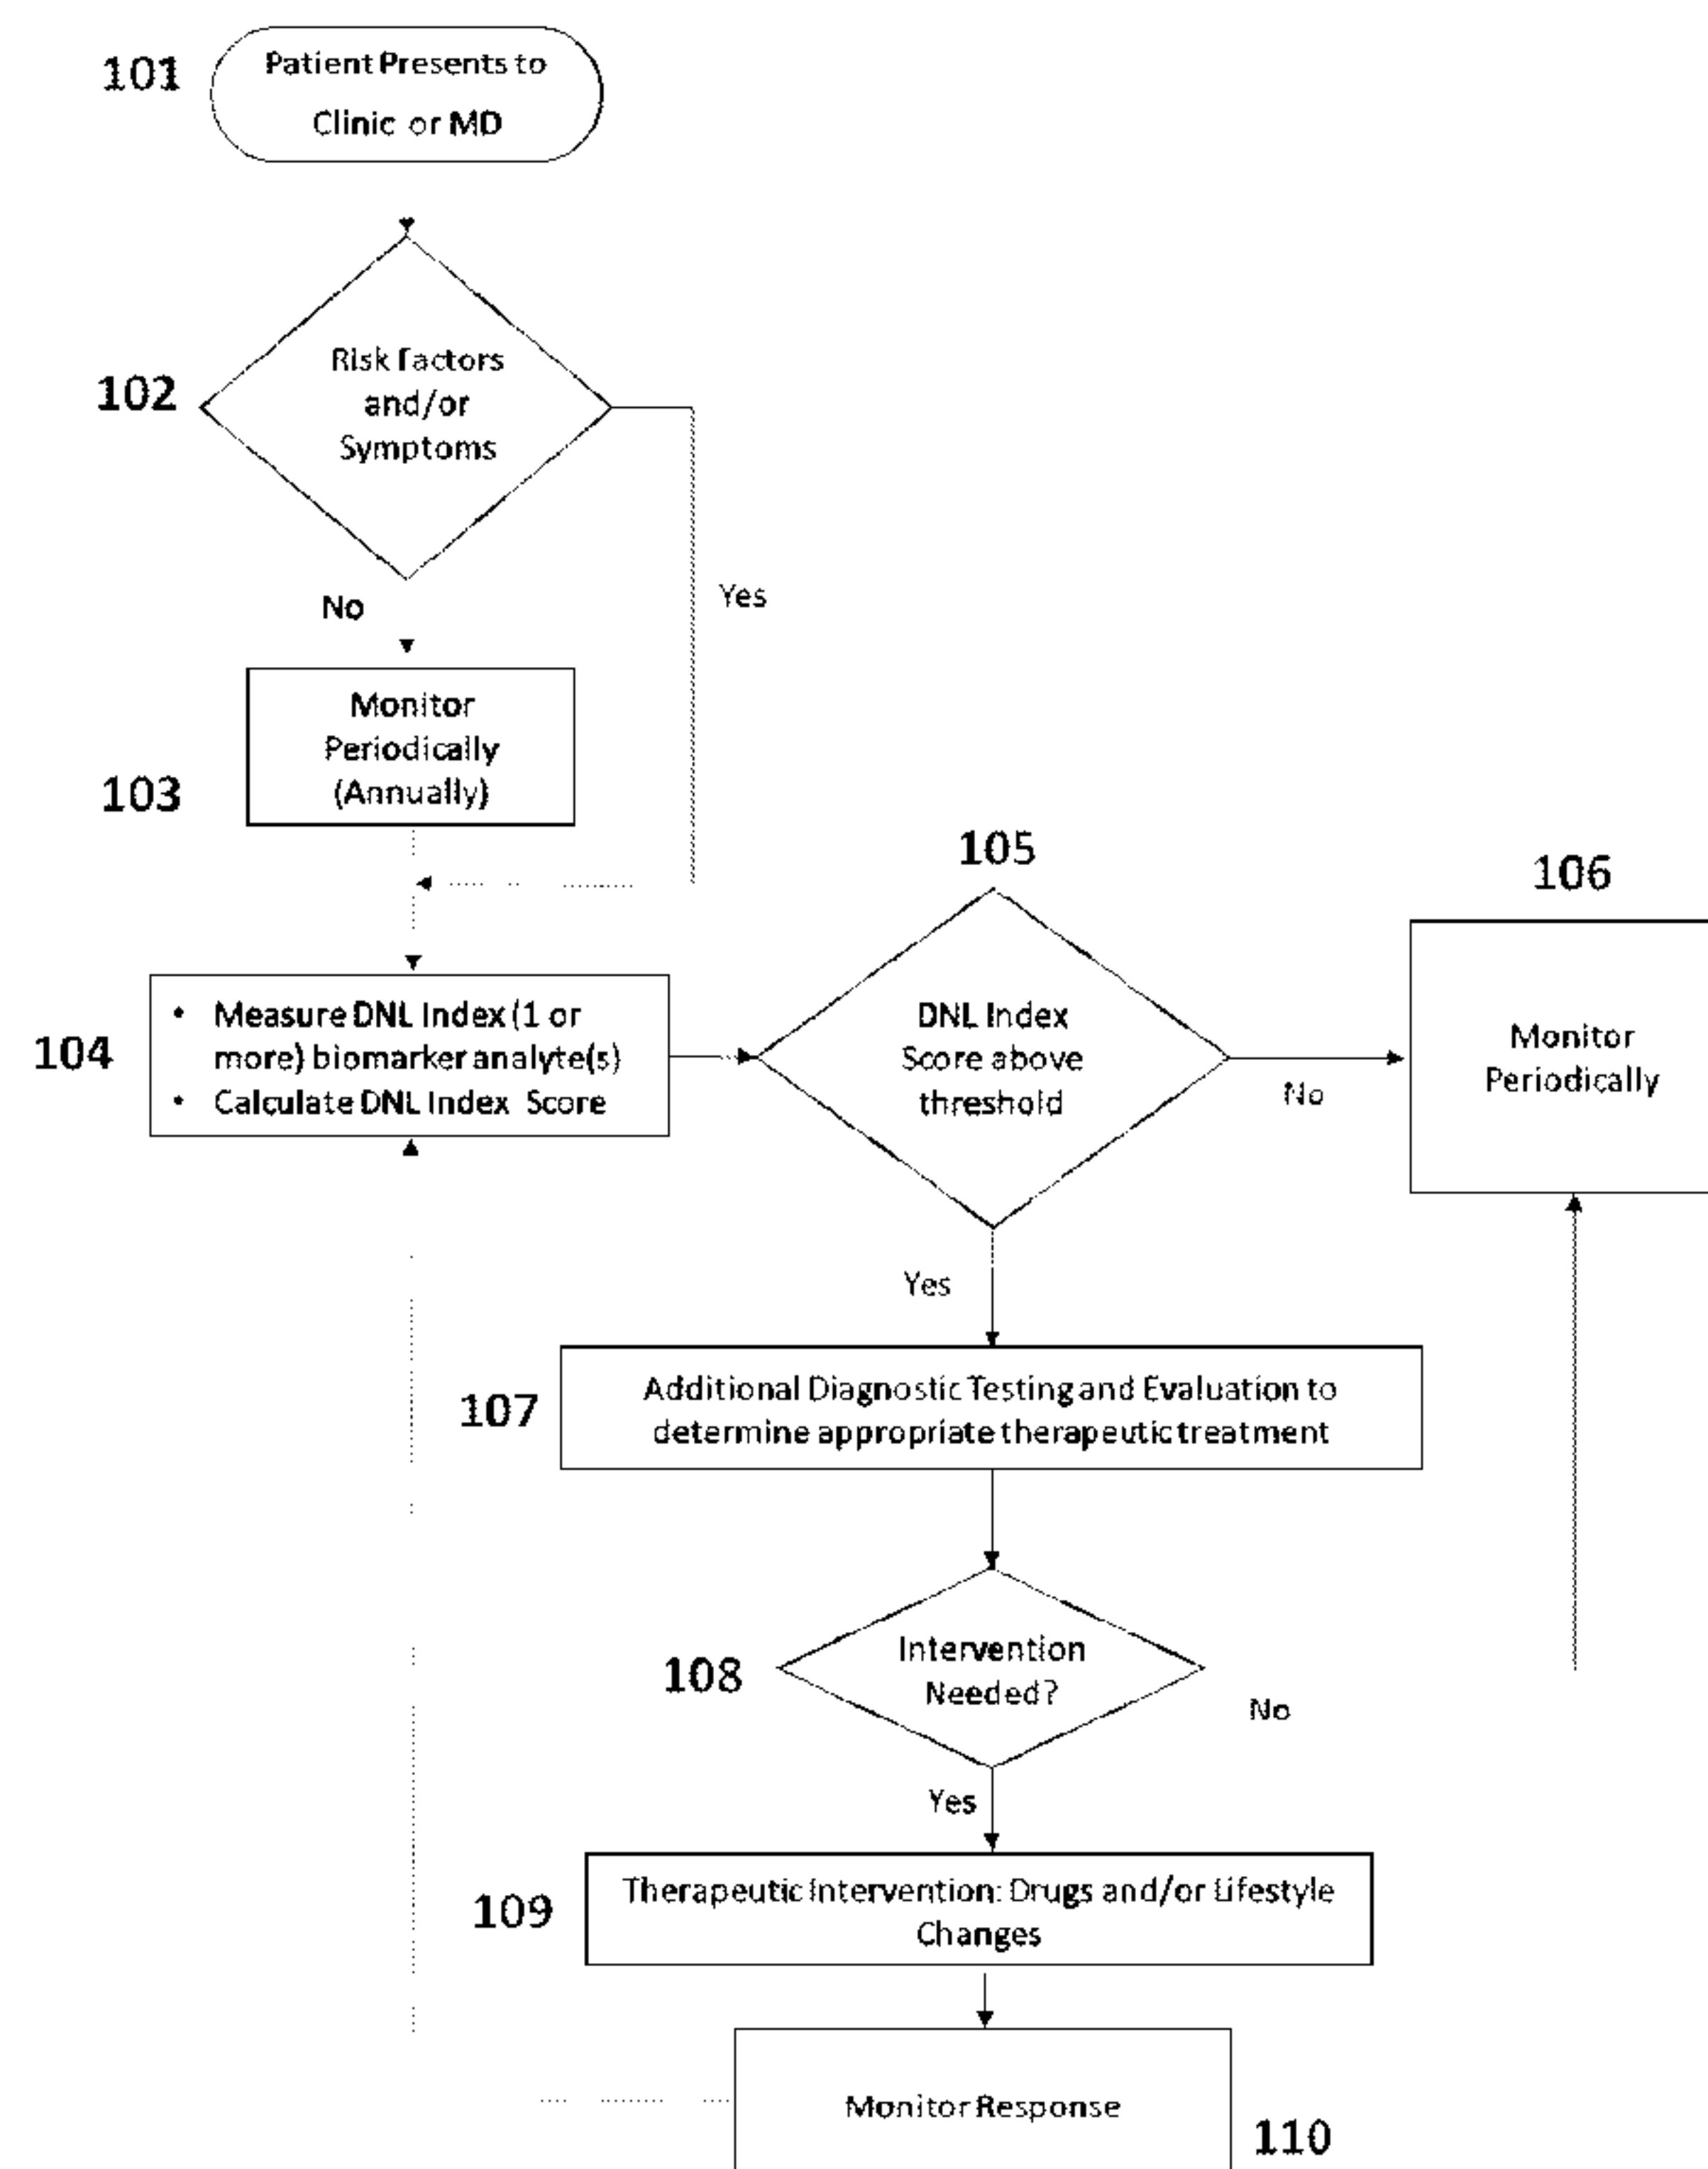 101
Patient Presents to
Clinic or MD
102
Risk factors
and/or
Symptoms
No
Yes
Monitor
Periodically
(Annually)
103
105
106
104
• Measure DNL Index (1 or
more) biomarker analyte(s)
• Calculate DNL Index Score
DNL Index
Score above
threshold
No
Monitor
Periodically
Yes
107
Additional Diagnostic Testing and Evaluation to
determine appropriate therapeutic treatment
108
Intervention
Needed?
No
Yes
109
Therapeutic Intervention: Drugs and/or Lifestyle
Changes
Monitor Response
110